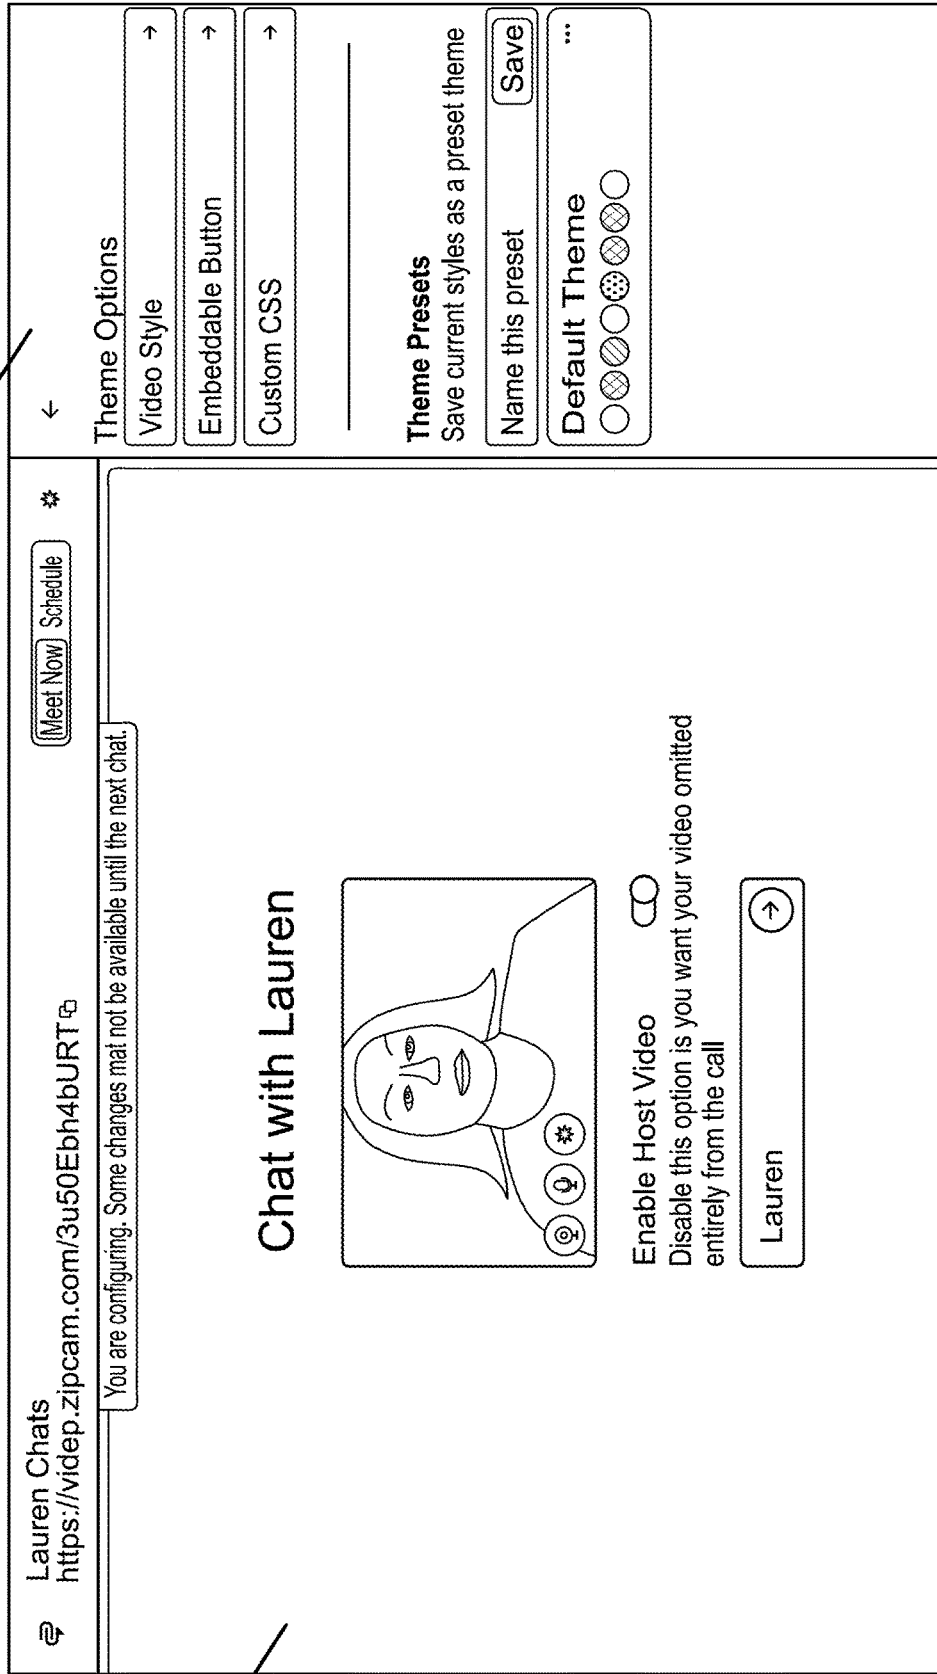 Lauren Chats
https://videp.zipcam.com/3u50Ebh4bURT
Meet Now Schedule
You are configuring. Some changes mat not be available until the next chat.
Chat with Lauren
Enable Host Video
Disable this option is you want your video omitted
entirely from the call
Lauren
Theme Options
Video Style
Embeddable Button
Custom CSS
Theme Presets
Save current styles as a preset theme
Name this preset Save
Default Theme